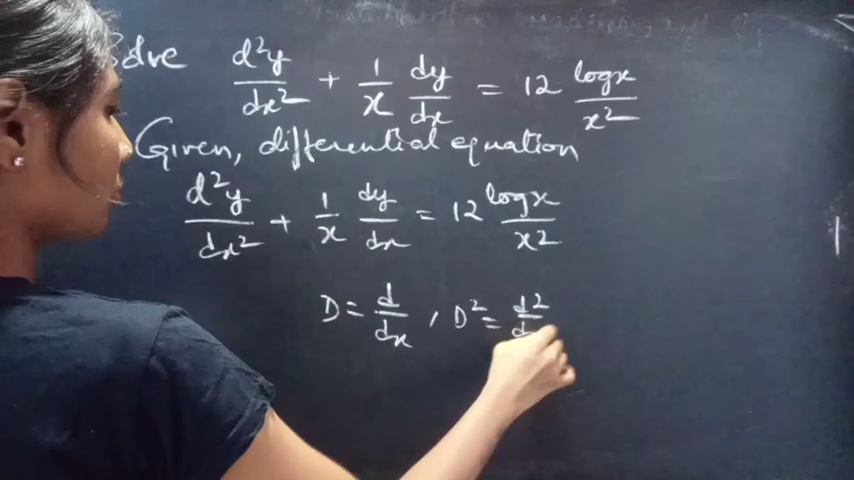 Solve d²y/dx² + 1/x dy/dx = 12 logx/x²
Given, differential equation
d²y/dx² + 1/x dy/dx = 12 logx/x²
D = d/dx , D² = d²/d